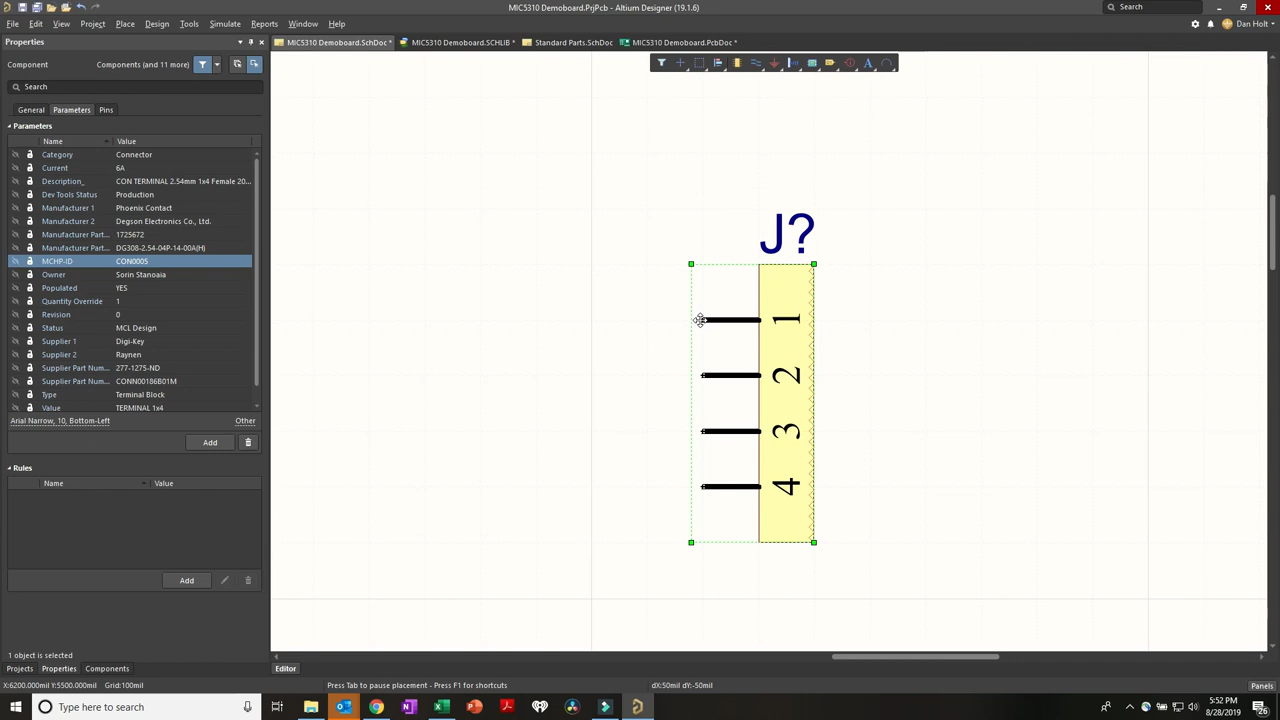 MIC5310 Demoboard.PrjPcb - Altium Designer (19.1.6)
Search
File Edit View Project Place Design Tools Simulate Reports Window Help
Dan Holt
Properties
MIC5310 Demoboard.SchDoc *
MIC5310 Demoboard.SCHLIB *
Standard Parts.SchDoc
MIC5310 Demoboard.PcbDoc *
Component
Components (and 11 more)
Search
General Parameters Pins
Parameters
Name Value
Category Connector
Current 6A
Description_ CON TERMINAL 2.54mm 1x4 Female 20...
Dev Tools Status Production
Manufacturer 1 Phoenix Contact
Manufacturer 2 Degson Electronics Co., Ltd.
Manufacturer Part... 1725672
Manufacturer Part... DG308-2.54-04P-14-00A(H)
MCHP-ID CON0005
Owner Sorin Stanoaia
Populated YES
Quantity Override 1
Revision 0
Status MCL Design
Supplier 1 Digi-Key
Supplier 2 Raynen
Supplier Part Num... 277-1275-ND
Supplier Part Num... CONN00186B01M
Type Terminal Block
Value TERMINAL 1x4
Arial Narrow, 10, Bottom-Left
Other
Add
Rules
Name Value
Add
J?
1
2
3
4
1 object is selected
Projects Properties Components
Editor
X:6200.000mil Y:5500.000mil Grid:100mil
Press Tab to pause placement - Press F1 for shortcuts
dX:50mil dY:-50mil
Panels
Type here to search
5:52 PM
8/28/2019
26